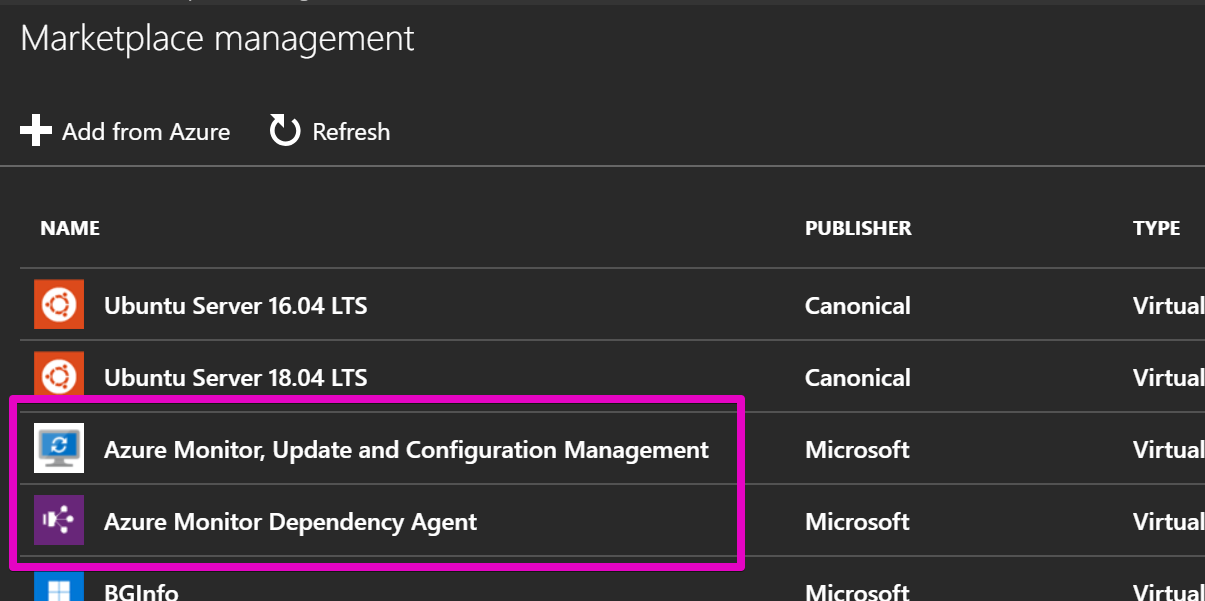 Marketplace management
Add from Azure Refresh
NAME PUBLISHER TYPE
Ubuntu Server 16.04 LTS Canonical Virtual
Ubuntu Server 18.04 LTS Canonical Virtual
Azure Monitor, Update and Configuration Management Microsoft Virtual
Azure Monitor Dependency Agent Microsoft Virtual
BGInfo Microsoft Virtual